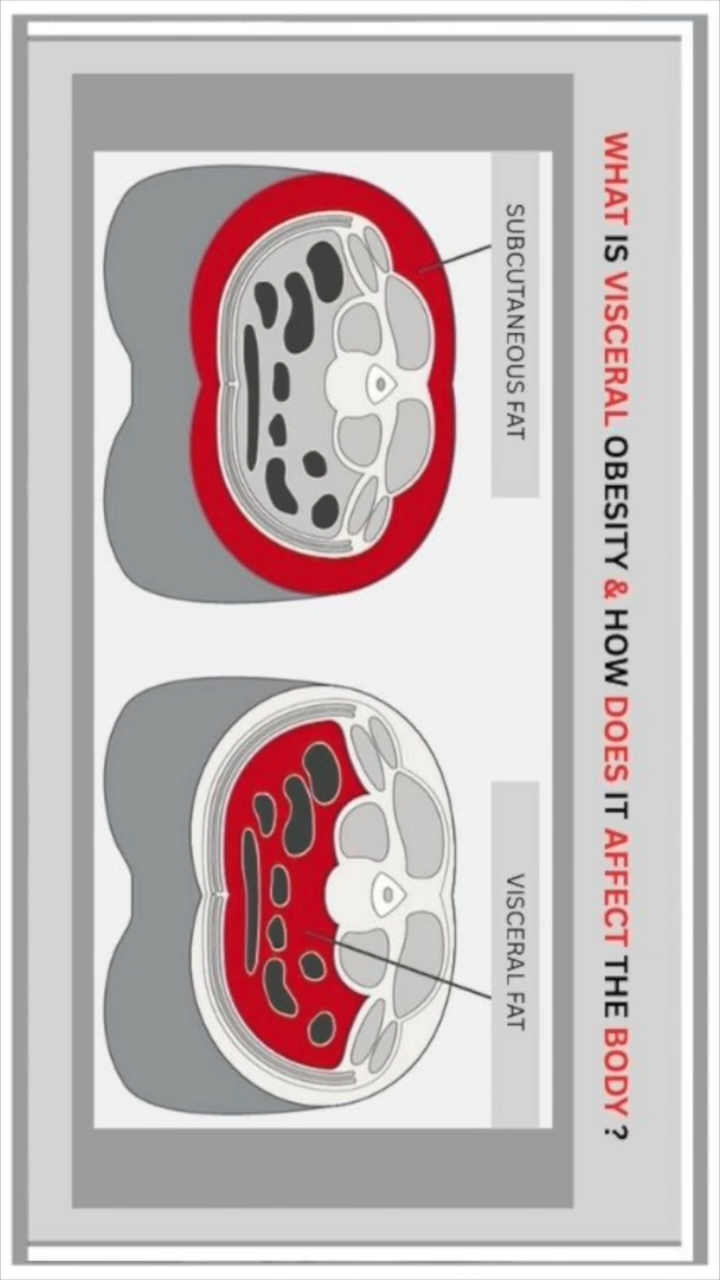 WHAT IS VISCERAL OBESITY & HOW DOES IT AFFECT THE BODY ?
SUBCUTANEOUS FAT
VISCERAL FAT